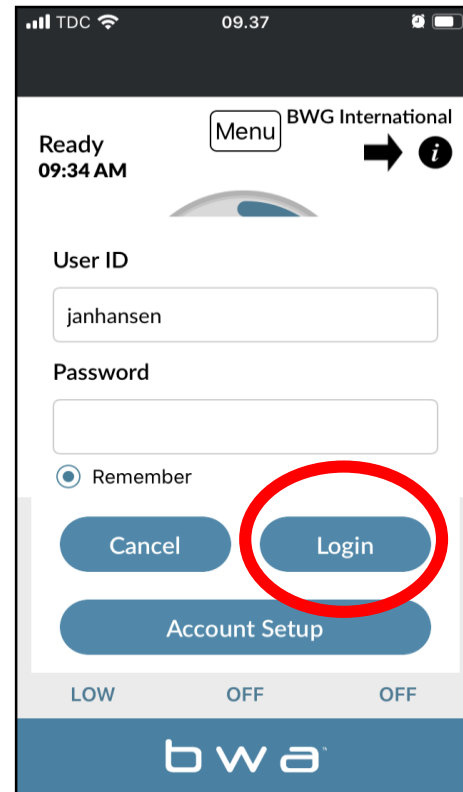 TDC 09.37
BWG International
Menu
Ready
09:34 AM
User ID
janhansen
Password
Remember
Cancel Login
Account Setup
LOW OFF OFF
bwa